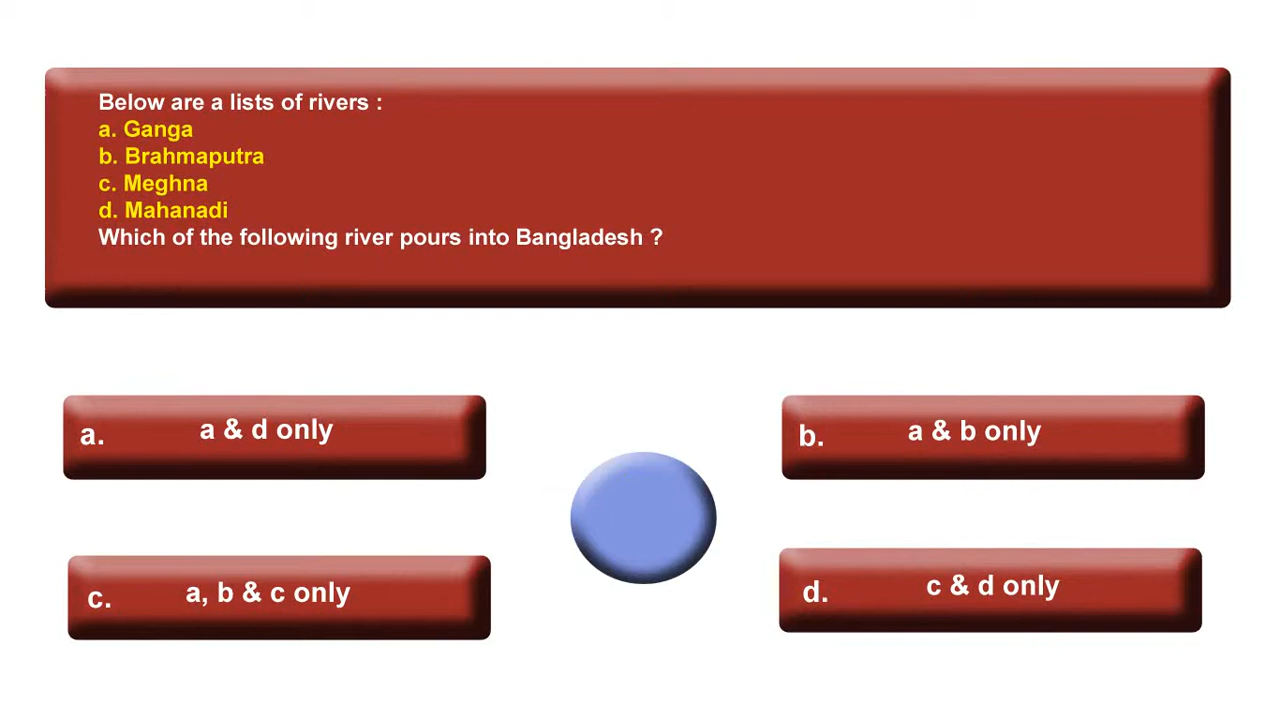 Below are a lists of rivers :
a. Ganga
b. Brahmaputra
c. Meghna
d. Mahanadi
Which of the following river pours into Bangladesh ?
a. a & d only
b. a & b only
c. a, b & c only
d. c & d only